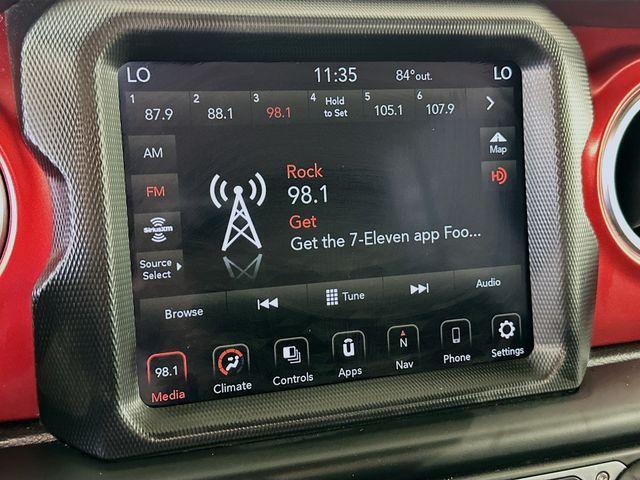 LO 11:35 84°out. LO
1 87.9 2 88.1 3 98.1 4 Hold to Set 5 105.1 6 107.9
AM
Map
FM
HD
Rock
98.1
Get
Get the 7-Eleven app Foo...
SiriusXM
Source
Select
Browse Tune Audio
98.1 N
Media Climate Controls Apps Nav Phone Settings